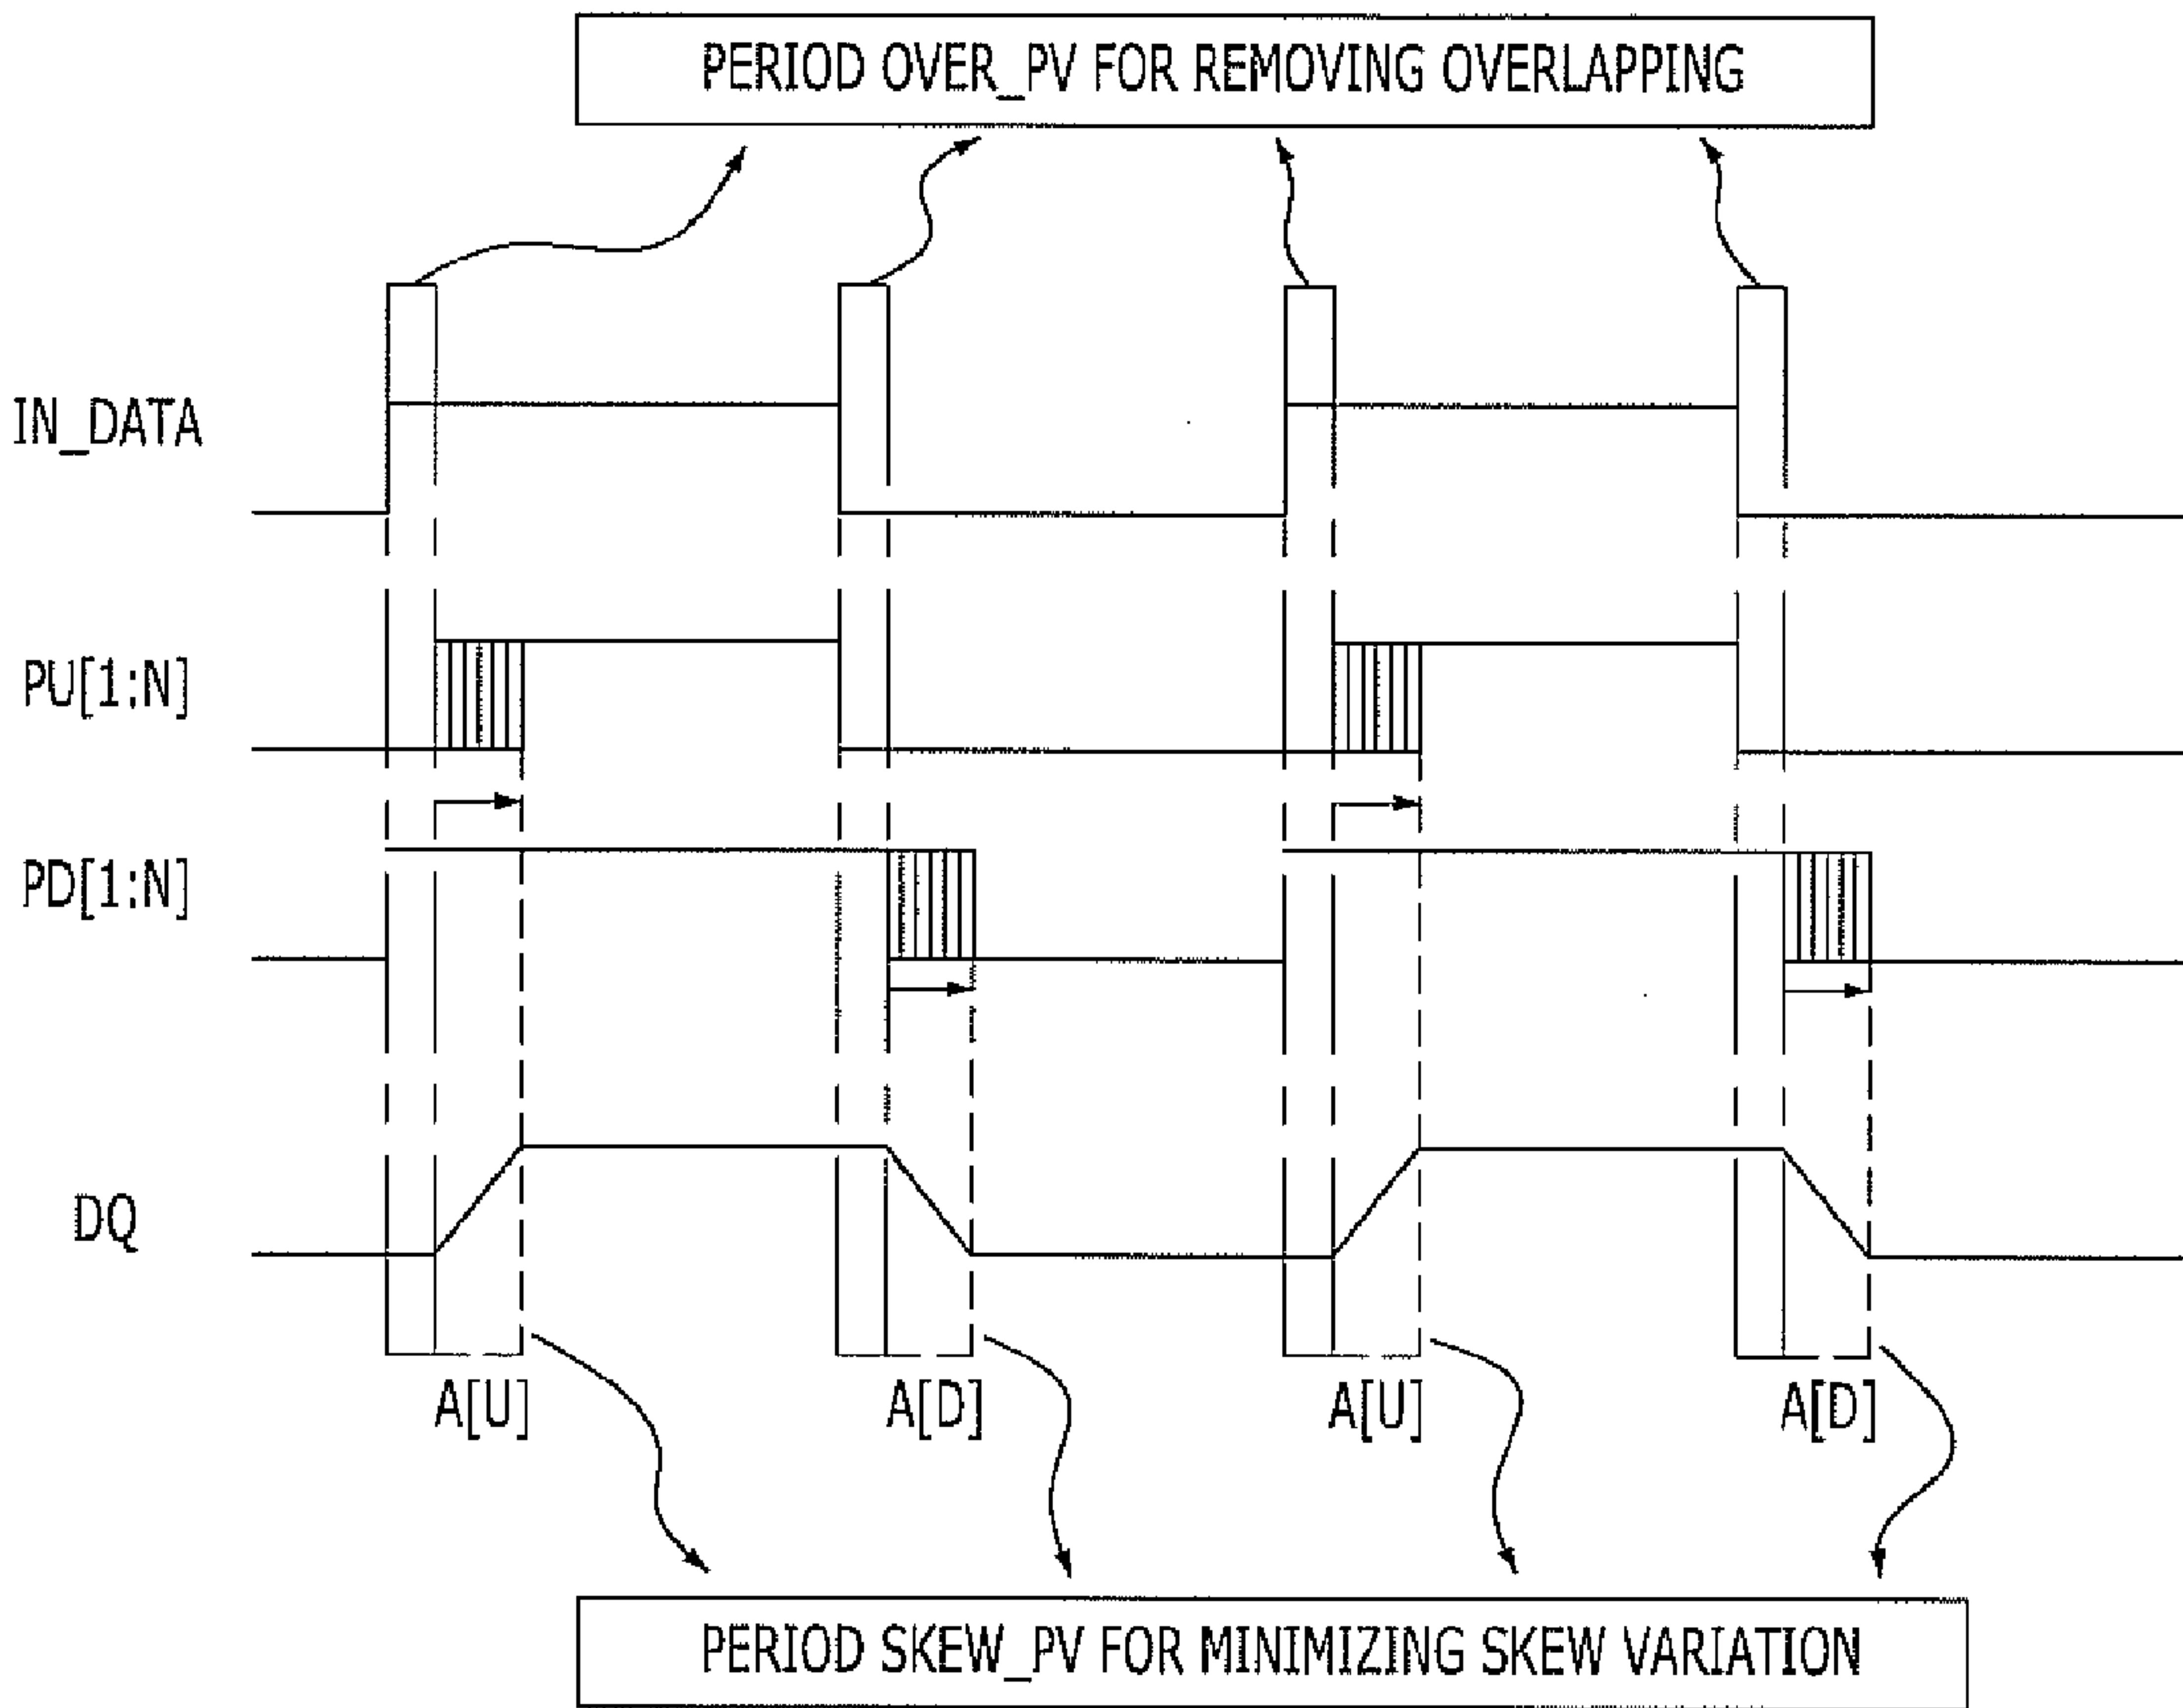 PERIOD OVER_PV FOR REMOVING OVERLAPPING
IN_DATA
PU[1:N]
PD[1:N]
DQ
A[U]
A[D]
A[U]
A[D]
PERIOD SKEW_PV FOR MINIMIZING SKEW VARIATION